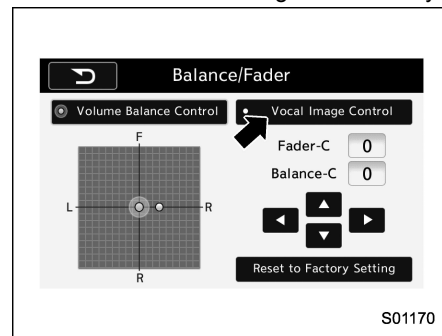 Balance/Fader
Volume Balance Control
Vocal Image Control
F
L
R
R
Fader-C 0
Balance-C 0
Reset to Factory Setting
S01170